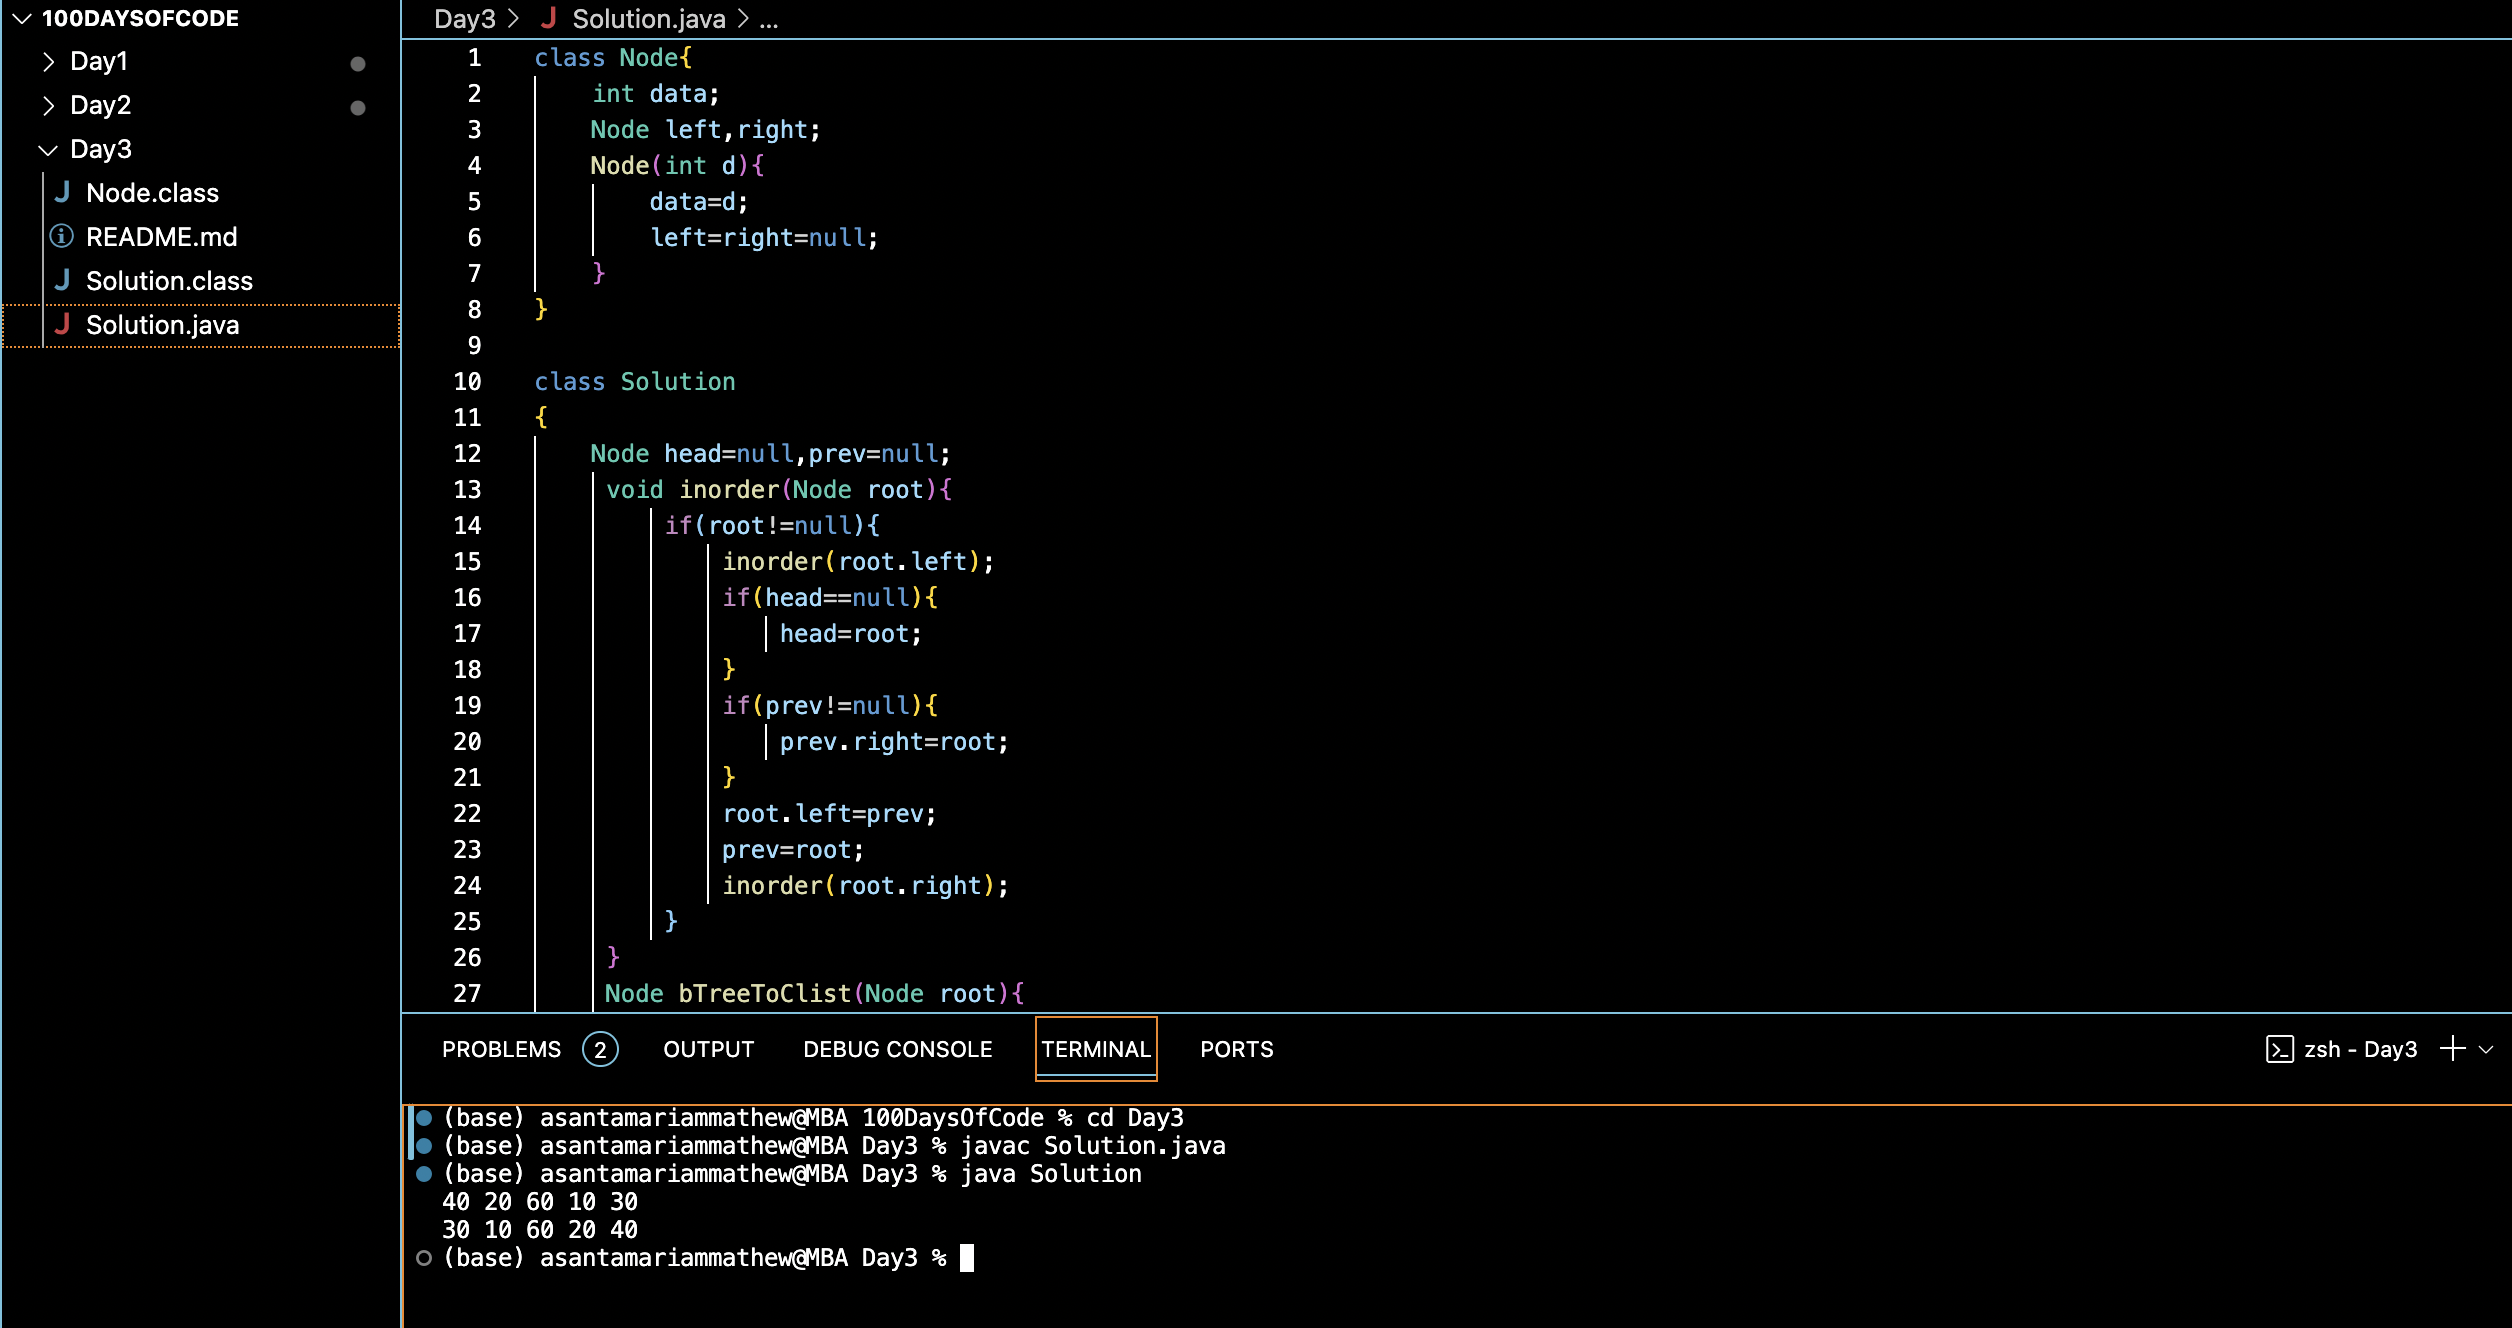 100DAYSOFCODE
Day1
Day2
Day3
Node.class
README.md
Solution.class
Solution.java
Day3 > Solution.java > ...
1 class Node{
2 int data;
3 Node left,right;
4 Node(int d){
5 data=d;
6 left=right=null;
7 }
8 }
9
10 class Solution
11 {
12 Node head=null,prev=null;
13 void inorder(Node root){
14 if(root!=null){
15 inorder(root.left);
16 if(head==null){
17 head=root;
18 }
19 if(prev!=null){
20 prev.right=root;
21 }
22 root.left=prev;
23 prev=root;
24 inorder(root.right);
25 }
26 }
27 Node bTreeToClist(Node root){
PROBLEMS 2 OUTPUT DEBUG CONSOLE TERMINAL PORTS zsh - Day3
(base) asantamariammathew@MBA 100DaysOfCode % cd Day3
(base) asantamariammathew@MBA Day3 % javac Solution.java
(base) asantamariammathew@MBA Day3 % java Solution
40 20 60 10 30
30 10 60 20 40
(base) asantamariammathew@MBA Day3 %